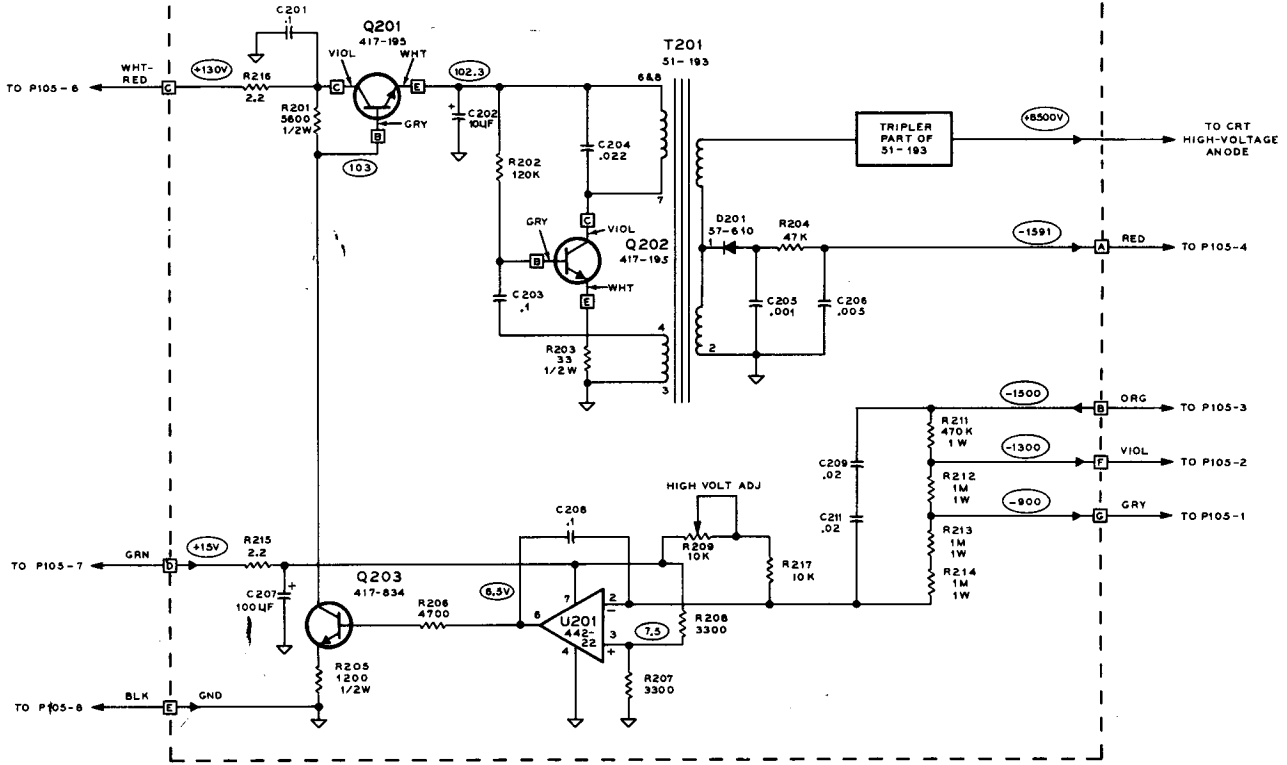 C201
.1
Q201
417-195
VIOL
WHT
WHT-
RED
TO P105-6
C
+130V
R216
2.2
C
E
102.3
R201
5600
1/2W
GRY
B
103
+
C202
10UF
T201
51-193
6&8
R202
120K
C204
.022
7
C
GRY
VIOL
Q202
417-195
B
WHT
E
C203
.1
4
R203
33
1/2W
3
TRIPLER
PART OF
51-193
+6500V
TO CRT
HIGH-VOLTAGE
ANODE
D201
57-610
1
R204
47K
-1591
A
RED
TO P105-4
C205
.001
C206
.005
2
-1500
B
ORG
TO P105-3
R211
470K
1W
-1300
F
VIOL
TO P105-2
C209
.02
R212
1M
1W
-900
G
GRY
TO P105-1
C211
.02
R213
1M
1W
R214
1M
1W
HIGH VOLT ADJ
C208
.1
R209
10K
R217
10K
GRN
TO P105-7
D
+15V
R215
2.2
C207
100UF
+
Q203
417-834
R206
4700
6.5V
6
7
U201
442-
22
4
2
-
3
+
7.5
R208
3300
R207
3300
R205
1200
1/2W
BLK
TO P105-8
E
GND